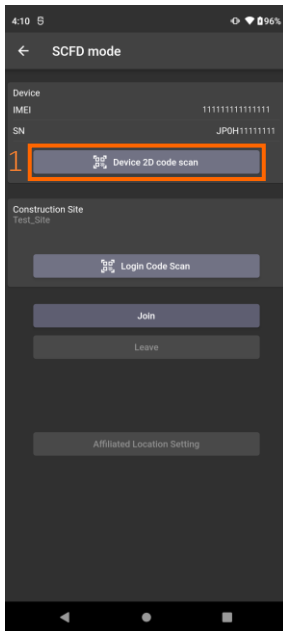 4:10 96%
SCFD mode
Device
IMEI 111111111111111
SN JP0H11111111
1 Device 2D code scan
Construction Site
Test_Site
Login Code Scan
Join
Leave
Affiliated Location Setting